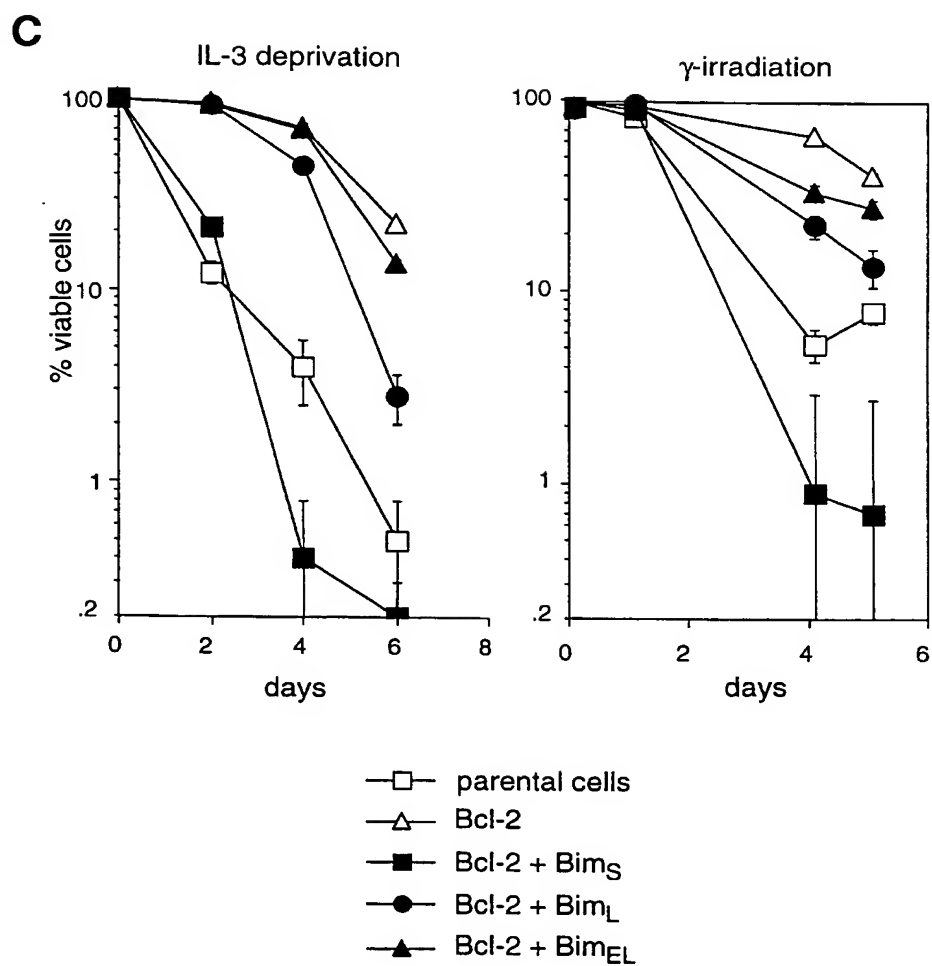 C
IL-3 deprivation
γ-irradiation
% viable cells
100
10
1
.2
0 2 4 6 8
days
100
10
1
.2
0 2 4 6
days
parental cells
Bcl-2
Bcl-2 + BimS
Bcl-2 + BimL
Bcl-2 + BimEL